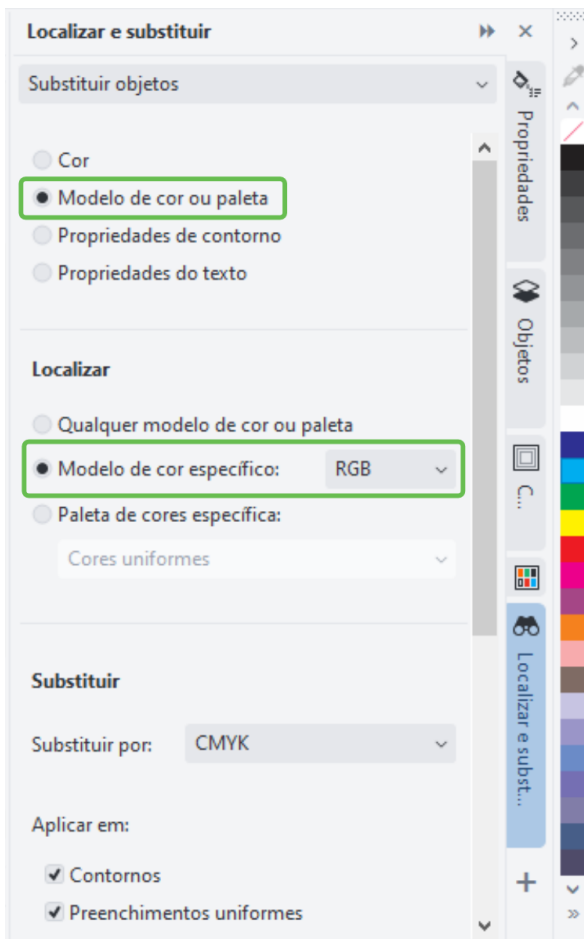 Localizar e substituir
Substituir objetos
Cor
Modelo de cor ou paleta
Propriedades de contorno
Propriedades do texto
Localizar
Qualquer modelo de cor ou paleta
Modelo de cor específico: RGB
Paleta de cores específica:
Cores uniformes
Substituir
Substituir por: CMYK
Aplicar em:
Contornos
Preenchimentos uniformes
Propriedades
Objetos
C...
Localizar e subst...